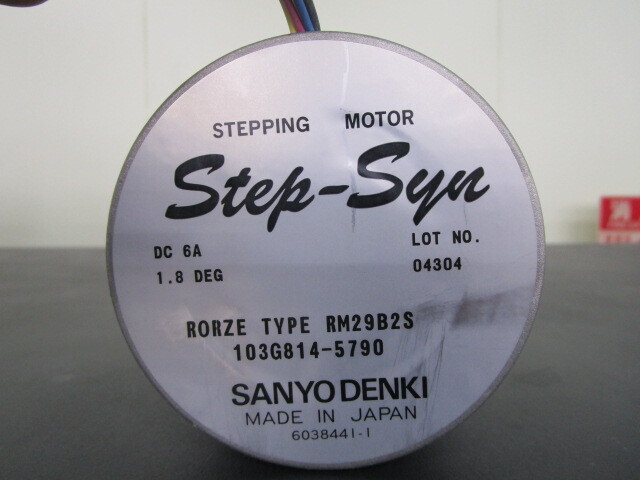 STEPPING MOTOR
Step-Syn
DC 6A
1.8 DEG
LOT NO.
04304
RORZE TYPE RM29B2S
103G814-5790
SANYO DENKI
MADE IN JAPAN
6038441-1